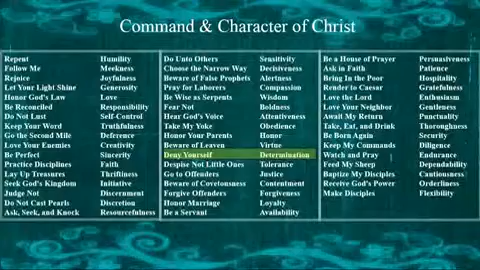 Command & Character of Christ
Repent Humility
Follow Me Meekness
Rejoice Joyfulness
Let Your Light Shine Generosity
Honor God's Law Love
Be Reconciled Responsibility
Do Not Lust Self-Control
Keep Your Word Truthfulness
Go the Second Mile Deference
Love Your Enemies Creativity
Be Perfect Sincerity
Practice Disciplines Faith
Lay Up Treasures Thriftiness
Seek God's Kingdom Initiative
Judge Not Discernment
Do Not Cast Pearls Discretion
Ask, Seek, and Knock Resourcefulness
Do Unto Others Sensitivity
Choose the Narrow Way Decisiveness
Beware of False Prophets Alertness
Pray for Laborers Compassion
Be Wise as Serpents Wisdom
Fear Not Boldness
Hear God's Voice Attentiveness
Take My Yoke Obedience
Honor Your Parents Honor
Beware of Leaven Virtue
Deny Yourself Determination
Despise Not Little Ones Tolerance
Go to Offenders Justice
Beware of Covetousness Contentment
Forgive Offenders Forgiveness
Honor Marriage Loyalty
Be a Servant Availability
Be a House of Prayer Persuasiveness
Ask in Faith Patience
Bring In the Poor Hospitality
Render to Caesar Gratefulness
Love the Lord Enthusiasm
Love Your Neighbor Gentleness
Await My Return Punctuality
Take, Eat, and Drink Thoroughness
Be Born Again Security
Keep My Commands Diligence
Watch and Pray Endurance
Feed My Sheep Dependability
Baptize My Disciples Cautiousness
Receive God's Power Orderliness
Make Disciples Flexibility